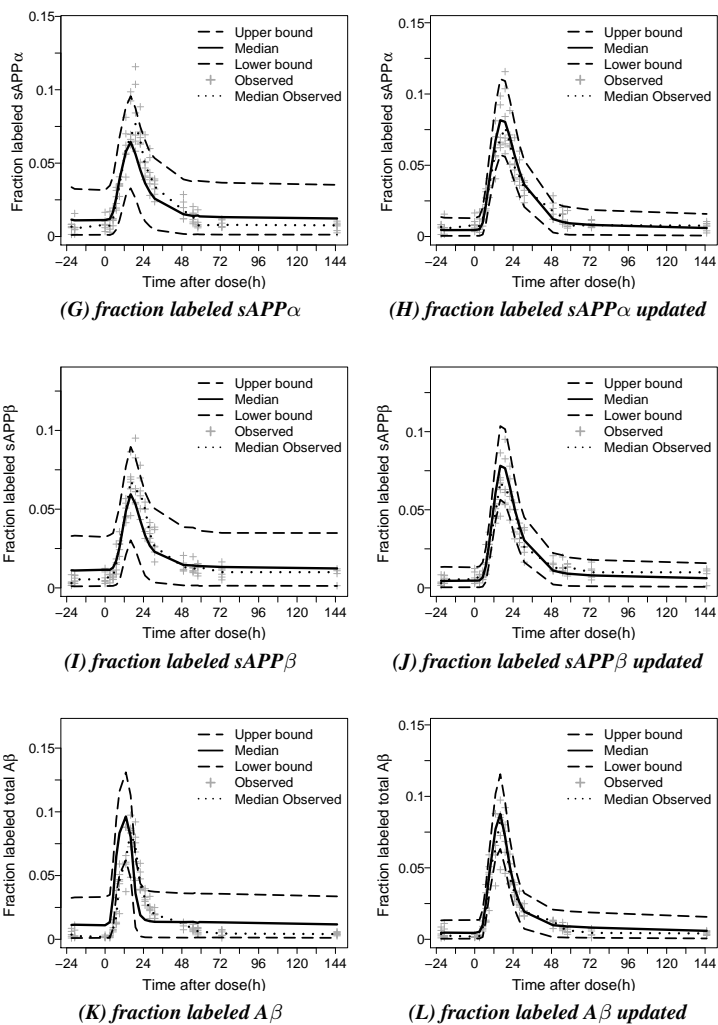 Fraction labeled sAPPα
0.15
0.1
0.05
0
Upper bound
Median
Lower bound
Observed
Median Observed
−24 0 12 24 36 48 60 72 84 96 108 120 132 144
Time after dose(h)
(G) fraction labeled sAPPα
Fraction labeled sAPPα
0.15
0.1
0.05
0
Upper bound
Median
Lower bound
Observed
Median Observed
−24 0 24 48 72 96 120 144
Time after dose(h)
(H) fraction labeled sAPPα updated
Fraction labeled sAPPβ
0.1
0.05
0
Upper bound
Median
Lower bound
Observed
Median Observed
−24 0 24 48 72 96 120 144
Time after dose(h)
(I) fraction labeled sAPPβ
Fraction labeled sAPPβ
0.1
0.05
0
Upper bound
Median
Lower bound
Observed
Median Observed
−24 0 24 48 72 96 120 144
Time after dose(h)
(J) fraction labeled sAPPβ updated
Fraction labeled total Aβ
0.15
0.1
0.05
0
Upper bound
Median
Lower bound
Observed
Median Observed
−24 0 24 48 72 96 120 144
Time after dose(h)
(K) fraction labeled Aβ
Fraction labeled total Aβ
0.15
0.1
0.05
0
Upper bound
Median
Lower bound
Observed
Median Observed
−24 0 24 48 72 96 120 144
Time after dose(h)
(L) fraction labeled Aβ updated